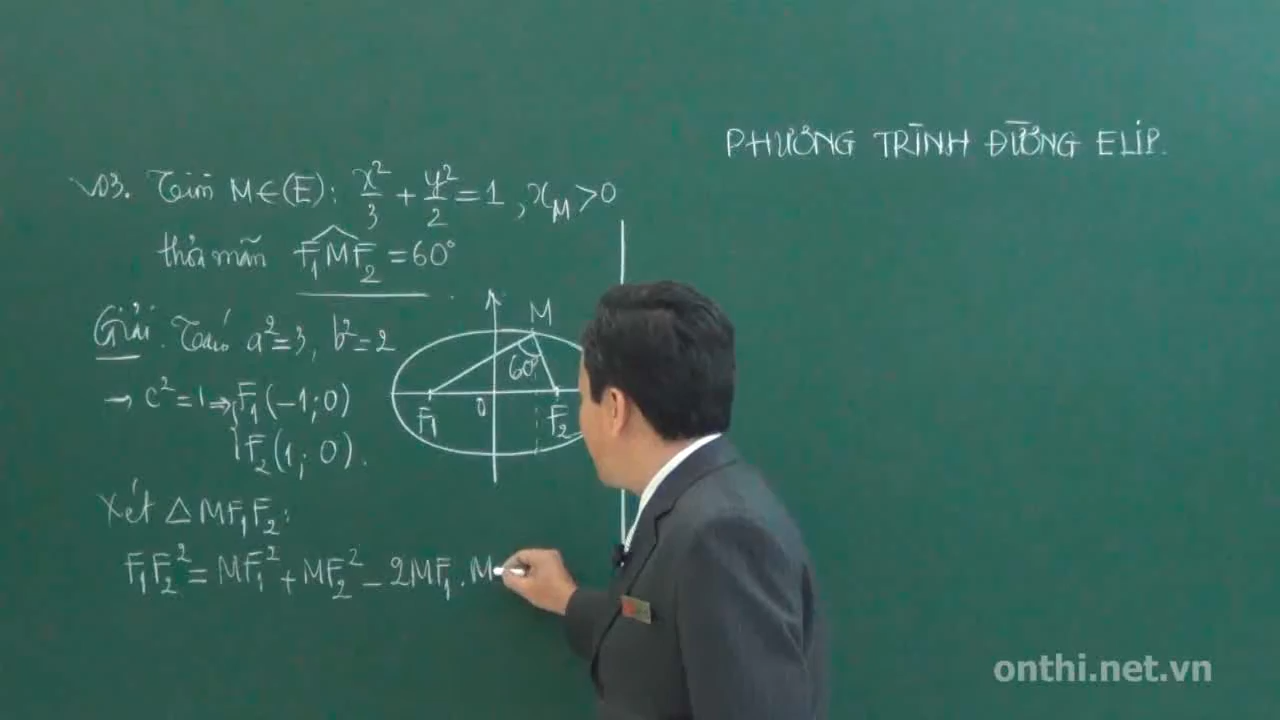 PHƯƠNG TRÌNH ĐƯỜNG ELIP.
VD3. Tìm M∈(E): x²/3 + y²/2 = 1, x_M > 0
thỏa mãn F₁MF₂ = 60°
Giải. Ta có a²=3, b²=2
→ c²=1 ⇒ F₁(−1; 0)
F₂(1; 0).
M
60°
F₁ O F₂
Xét △MF₁F₂:
F₁F₂² = MF₁² + MF₂² − 2MF₁.M
onthi.net.vn